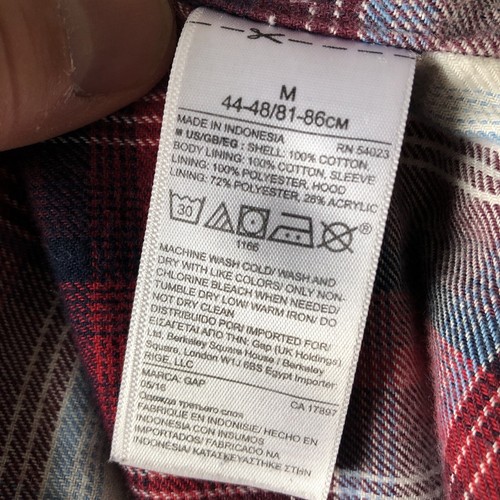 M
44-48/81-86CM
MADE IN INDONESIA RN 54023
■ US/GB/EG : SHELL: 100% COTTON
BODY LINING: 100% COTTON, SLEEVE
LINING: 100% POLYESTER, HOOD
LINING: 72% POLYESTER, 28% ACRYLIC
30
®
1166
MACHINE WASH COLD/ WASH AND
DRY WITH LIKE COLORS/ ONLY NON-
CHLORINE BLEACH WHEN NEEDED/
TUMBLE DRY LOW/ WARM IRON/ DO
NOT DRY CLEAN
DISTRIBUIDO POR/ IMPORTED FOR/
ΕΙΣΑΓΕΤΑΙ ΑΠΟ ΤΗΝ: Gap (UK Holdings)
Ltd. Berkeley Square House / Berkeley
Square, London W1J 6BS Egypt Importer
RIGE, LLC
MARCA: GAP
05/16 CA 17897
Одежда третьего слоя
FABRIQUE EN INDONESIE/ HECHO EN
INDONESIA CON INSUMOS
IMPORTADOS/ FABRICADO NA
INDONÉSIA/ ΚΑΤΑΣΚΕΥΑΣΤΗΚΕ ΣΤΗΝ